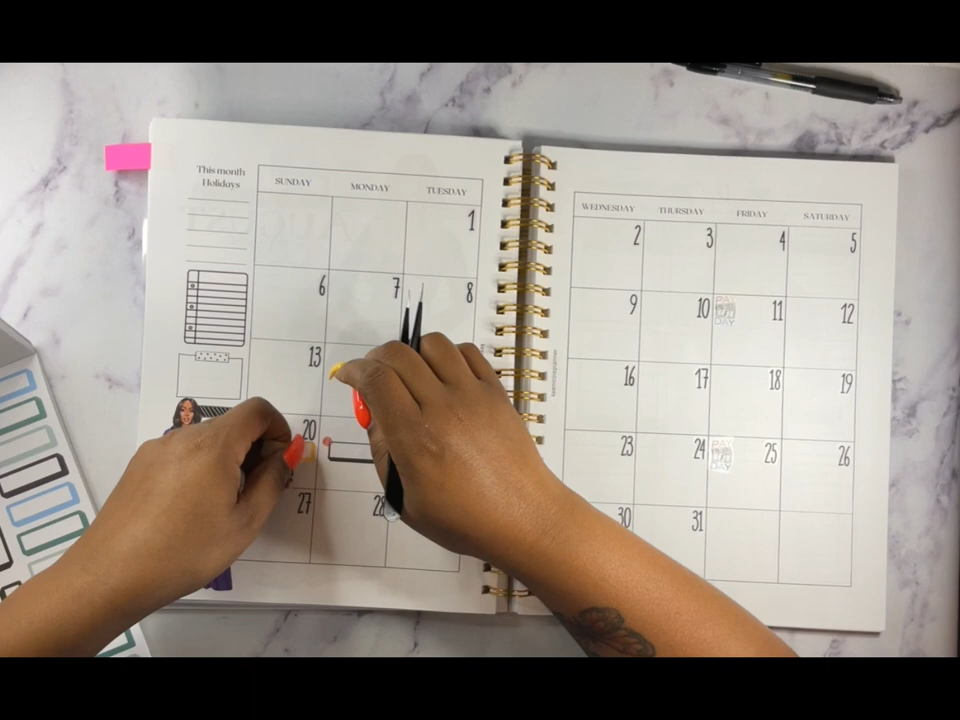 This month
Holidays
SUNDAY
MONDAY
TUESDAY
WEDNESDAY
THURSDAY
FRIDAY
SATURDAY
1
2
3
4
5
6
7
8
9
10
PAY
DAY
11
12
13
16
17
18
19
20
23
24
PAY
DAY
25
26
27
28
30
31